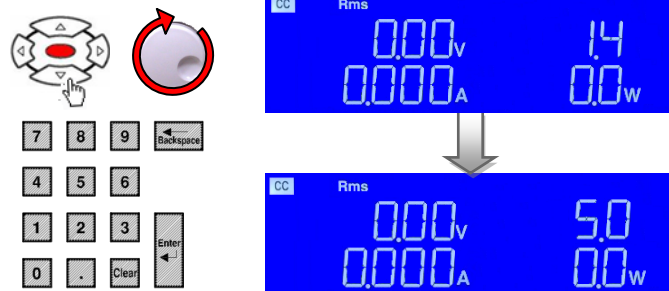 CC Rms
0.00V 1.4
0.000A 0.0W
7 8 9 Backspace
4 5 6
1 2 3 Enter
0 . Clear
CC Rms
0.00V 5.0
0.000A 0.0W